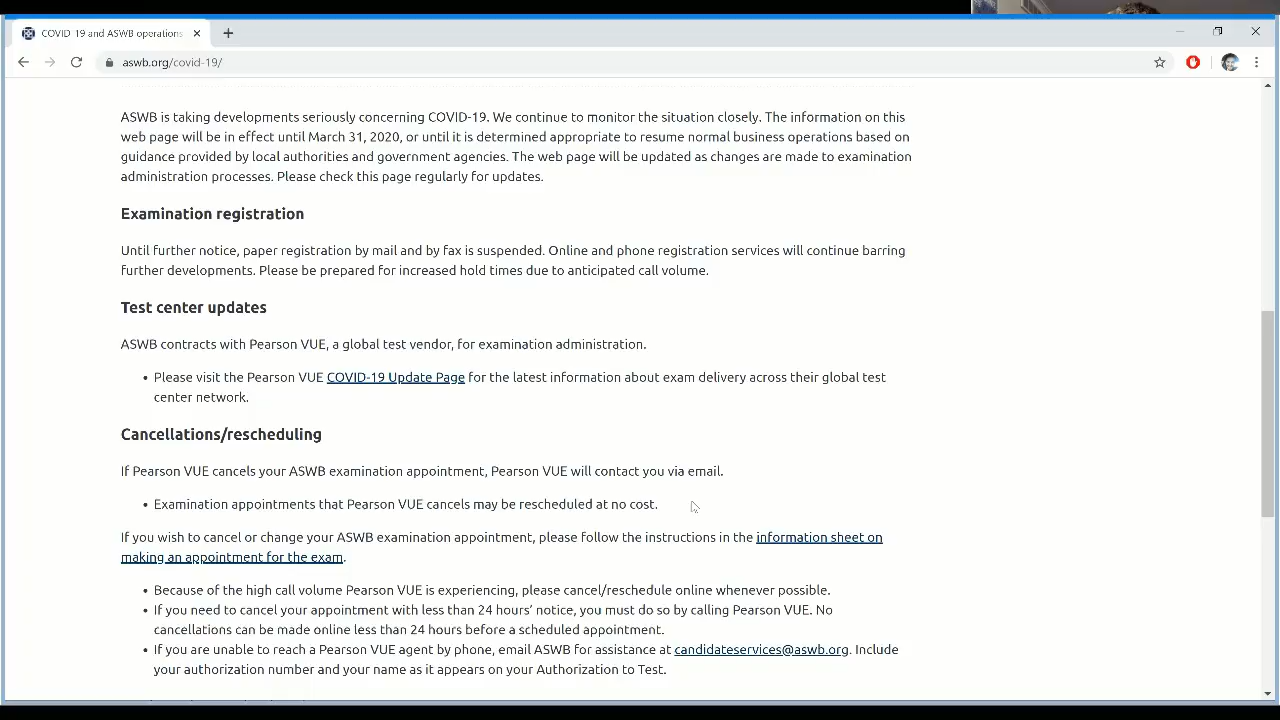 COVID 19 and ASWB operations
aswb.org/covid-19/
ASWB is taking developments seriously concerning COVID-19. We continue to monitor the situation closely. The information on this
web page will be in effect until March 31, 2020, or until it is determined appropriate to resume normal business operations based on
guidance provided by local authorities and government agencies. The web page will be updated as changes are made to examination
administration processes. Please check this page regularly for updates.
Examination registration
Until further notice, paper registration by mail and by fax is suspended. Online and phone registration services will continue barring
further developments. Please be prepared for increased hold times due to anticipated call volume.
Test center updates
ASWB contracts with Pearson VUE, a global test vendor, for examination administration.
• Please visit the Pearson VUE COVID-19 Update Page for the latest information about exam delivery across their global test
center network.
Cancellations/rescheduling
If Pearson VUE cancels your ASWB examination appointment, Pearson VUE will contact you via email.
• Examination appointments that Pearson VUE cancels may be rescheduled at no cost.
If you wish to cancel or change your ASWB examination appointment, please follow the instructions in the information sheet on
making an appointment for the exam.
• Because of the high call volume Pearson VUE is experiencing, please cancel/reschedule online whenever possible.
• If you need to cancel your appointment with less than 24 hours' notice, you must do so by calling Pearson VUE. No
cancellations can be made online less than 24 hours before a scheduled appointment.
• If you are unable to reach a Pearson VUE agent by phone, email ASWB for assistance at candidateservices@aswb.org. Include
your authorization number and your name as it appears on your Authorization to Test.